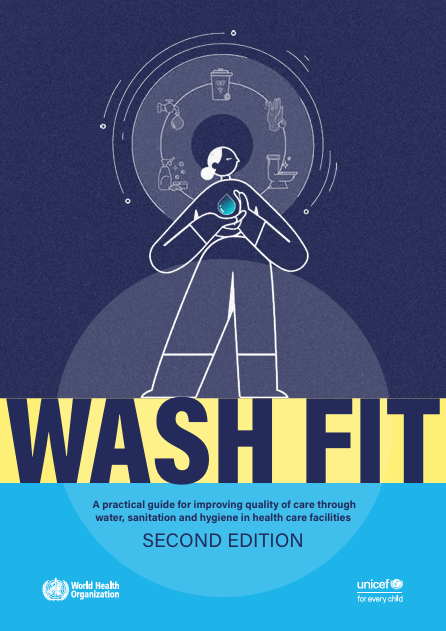 WASH FIT
A practical guide for improving quality of care through
water, sanitation and hygiene in health care facilities
SECOND EDITION
World Health
Organization
unicef
for every child